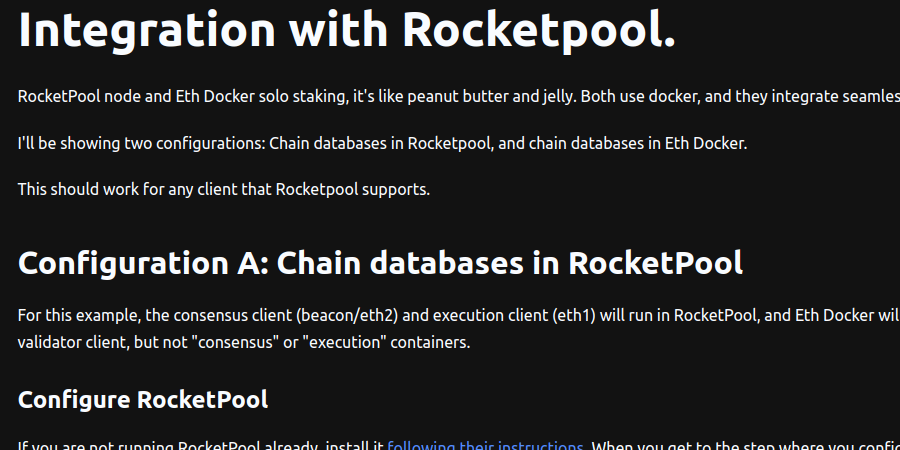 Integration with Rocketpool.
RocketPool node and Eth Docker solo staking, it's like peanut butter and jelly. Both use docker, and they integrate
I'll be showing two configurations: Chain databases in Rocketpool, and chain databases in Eth Docker.
This should work for any client that Rocketpool supports.
Configuration A: Chain databases in RocketPool
For this example, the consensus client (beacon/eth2) and execution client (eth1) will run in RocketPool, and Eth Docker
validator client, but not "consensus" or "execution" containers.
Configure RocketPool
If you are not running RocketPool already, install it following their instructions. When you get to the step where you